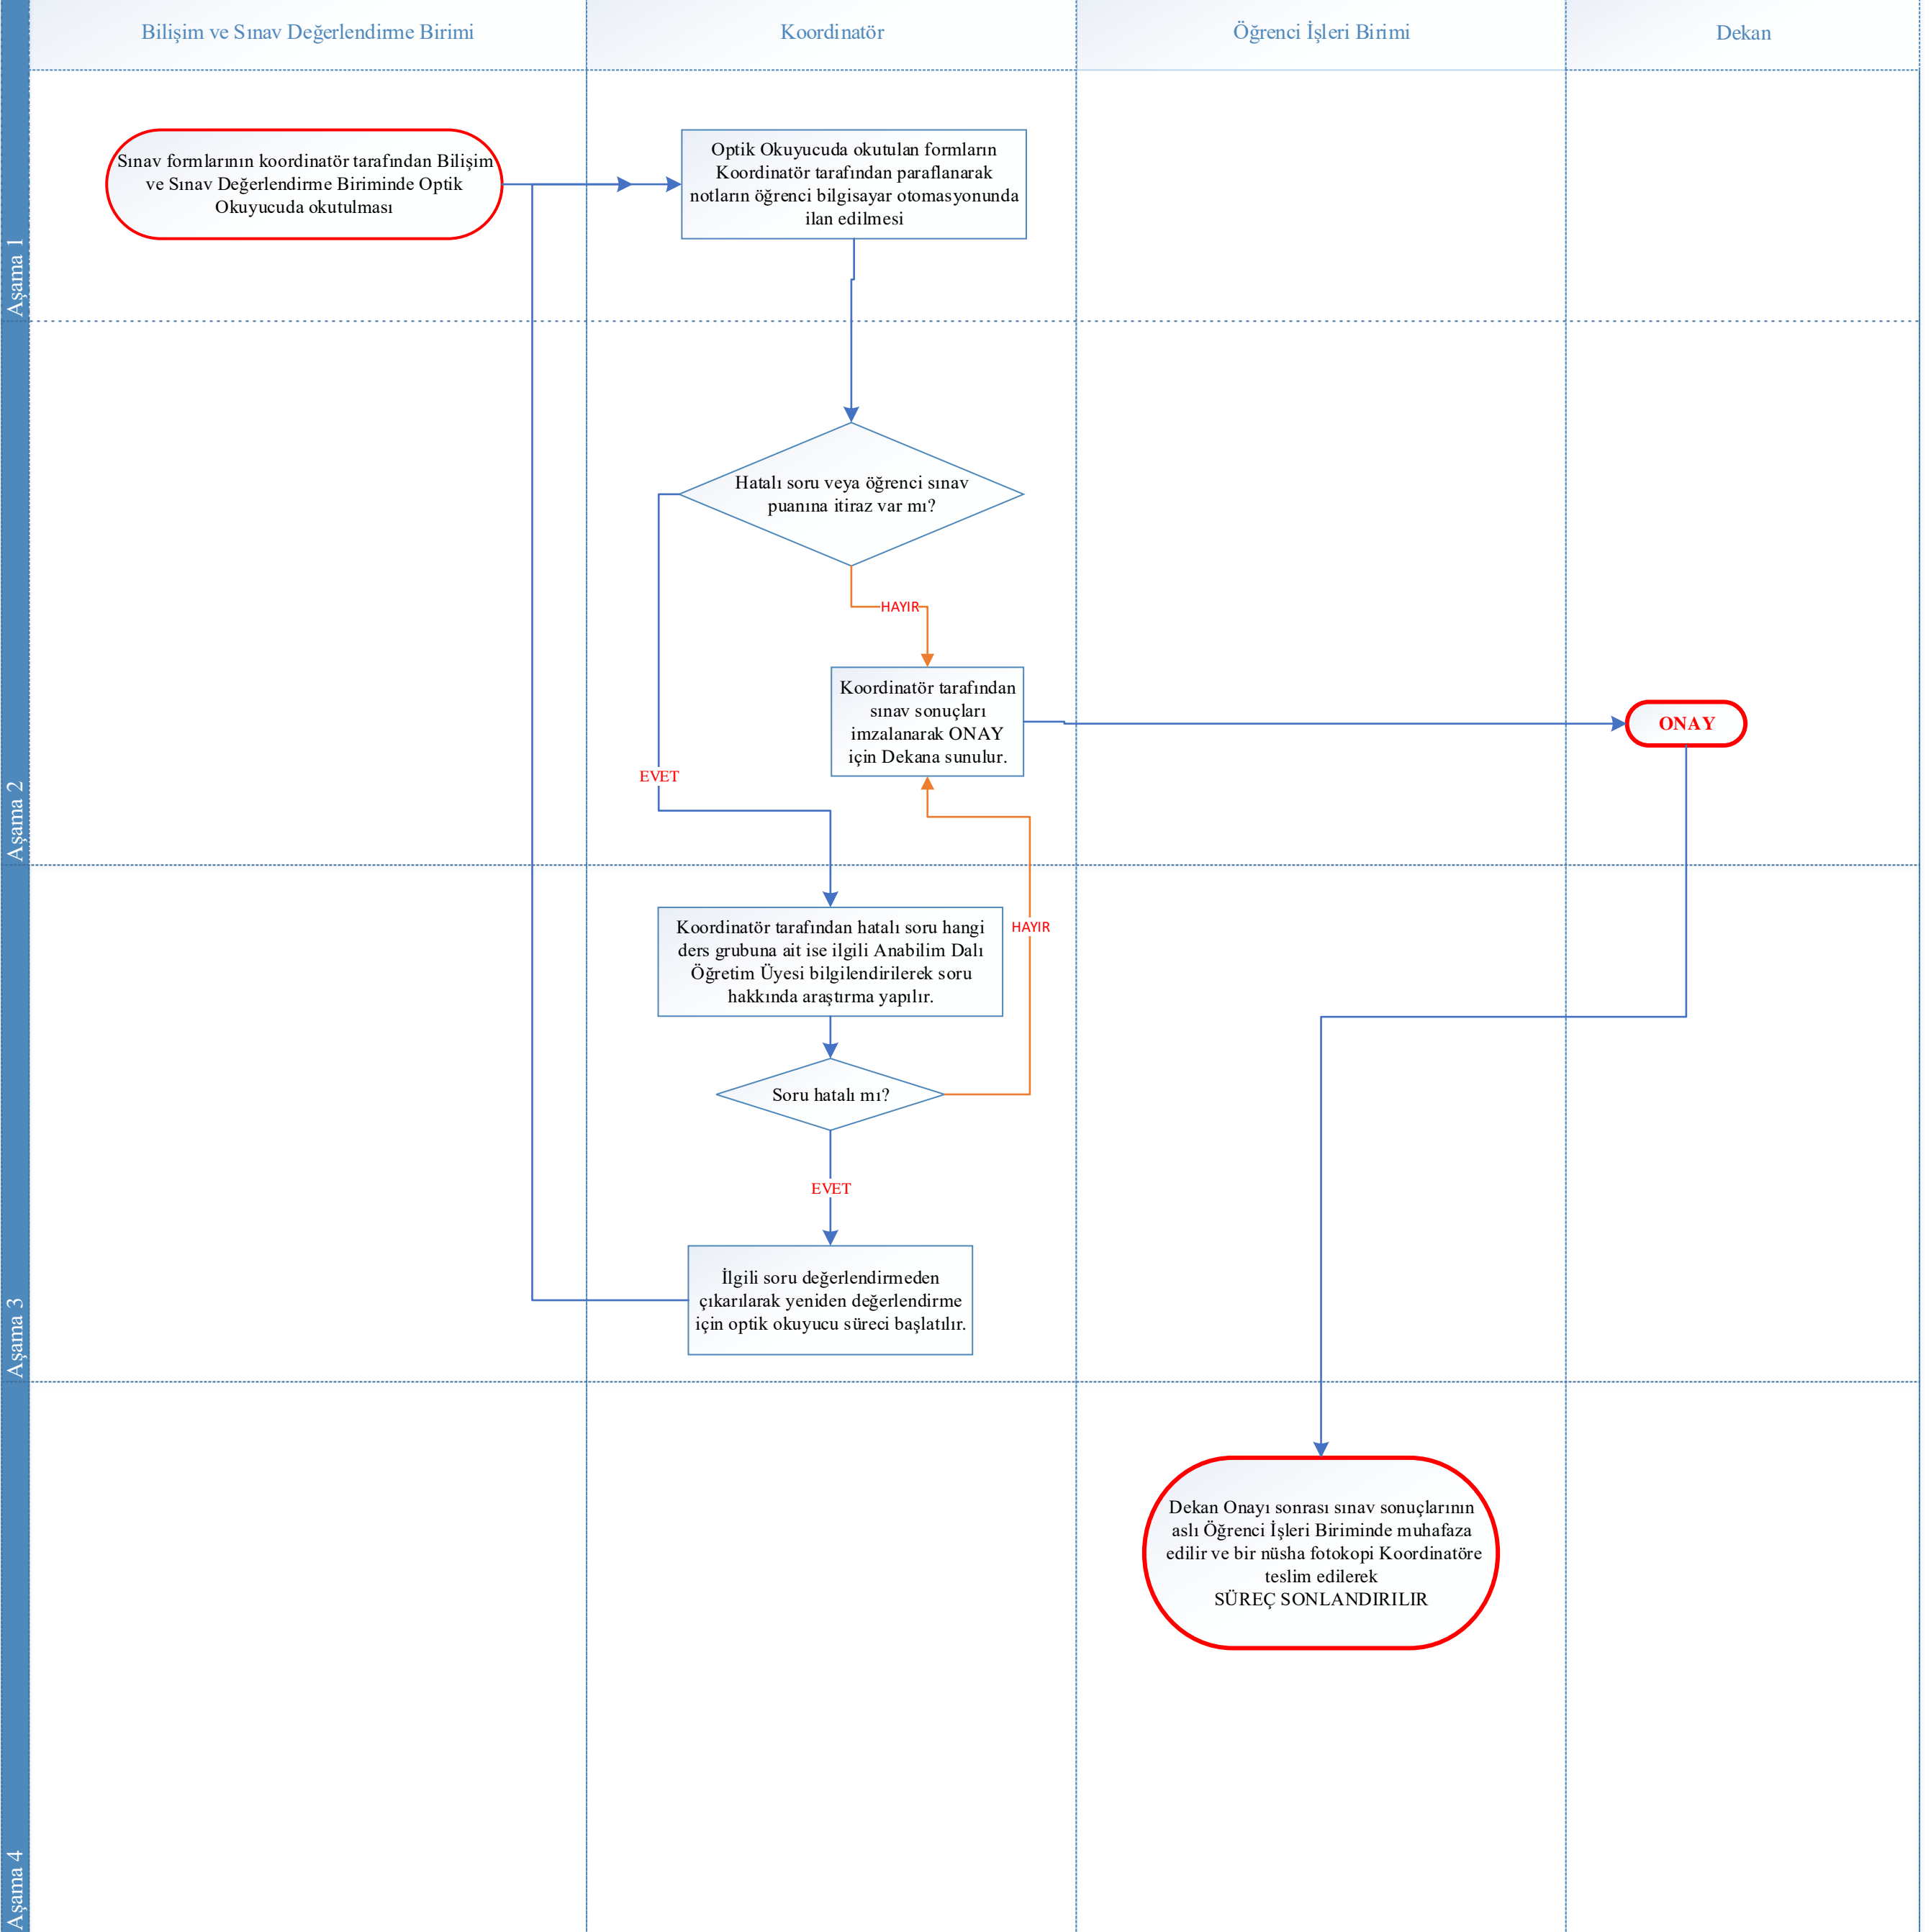 Bilişim ve Sınav Değerlendirme Birimi
Koordinatör
Öğrenci İşleri Birimi
Dekan
Aşama 1
Sınav formlarının koordinatör tarafından Bilişim
ve Sınav Değerlendirme Biriminde Optik
Okuyucuda okutulması
Optik Okuyucuda okutulan formların
Koordinatör tarafından paraflanarak
notların öğrenci bilgisayar otomasyonunda
ilan edilmesi
Aşama 2
Hatalı soru veya öğrenci sınav
puanına itiraz var mı?
HAYIR
Koordinatör tarafından
sınav sonuçları
imzalanarak ONAY
için Dekana sunulur.
ONAY
EVET
Aşama 3
Koordinatör tarafından hatalı soru hangi
ders grubuna ait ise ilgili Anabilim Dalı
Öğretim Üyesi bilgilendirilerek soru
hakkında araştırma yapılır.
HAYIR
Soru hatalı mı?
EVET
İlgili soru değerlendirmeden
çıkarılarak yeniden değerlendirme
için optik okuyucu süreci başlatılır.
Aşama 4
Dekan Onayı sonrası sınav sonuçlarının
aslı Öğrenci İşleri Biriminde muhafaza
edilir ve bir nüsha fotokopi Koordinatöre
teslim edilerek
SÜREÇ SONLANDIRILIR